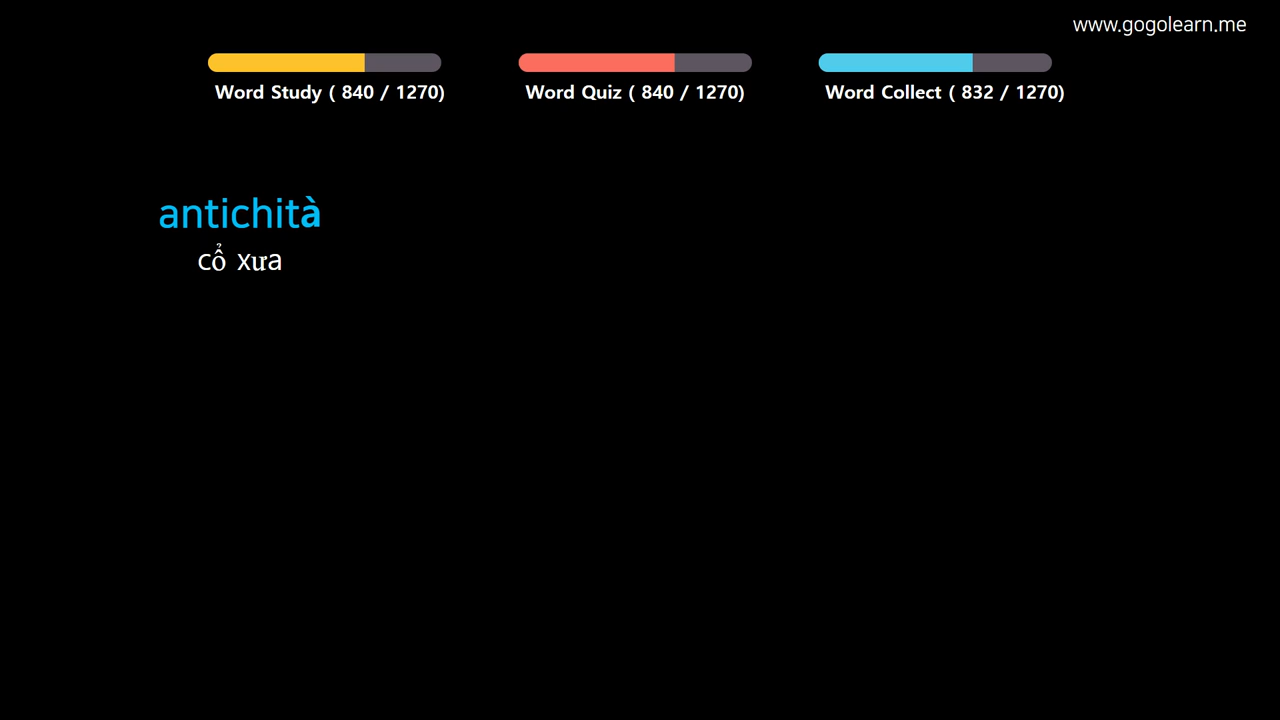 www.gogolearn.me
Word Study ( 840 / 1270)
Word Quiz ( 840 / 1270)
Word Collect ( 832 / 1270)
antichità
cổ xưa